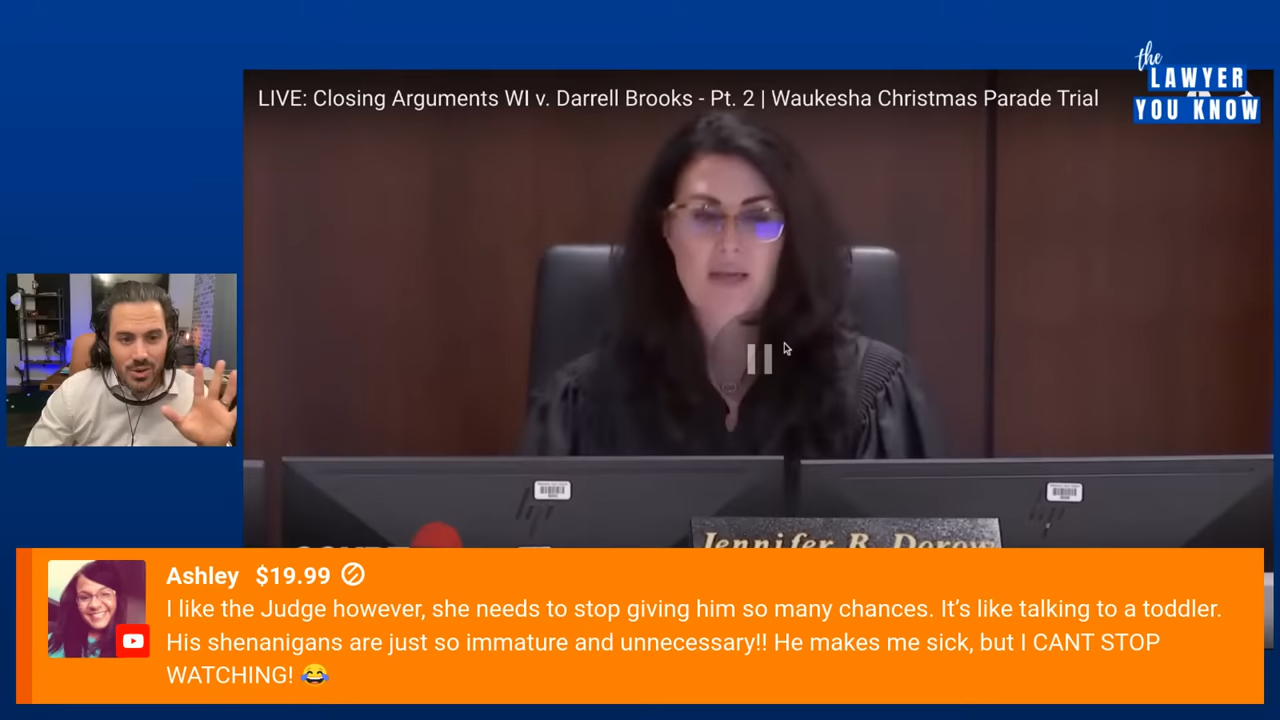 the
LAWYER
YOU KNOW
LIVE: Closing Arguments WI v. Darrell Brooks - Pt. 2 | Waukesha Christmas Parade Trial
Jennifer R. Dorow
Ashley $19.99
I like the Judge however, she needs to stop giving him so many chances. It’s like talking to a toddler.
His shenanigans are just so immature and unnecessary!! He makes me sick, but I CANT STOP
WATCHING! 😂